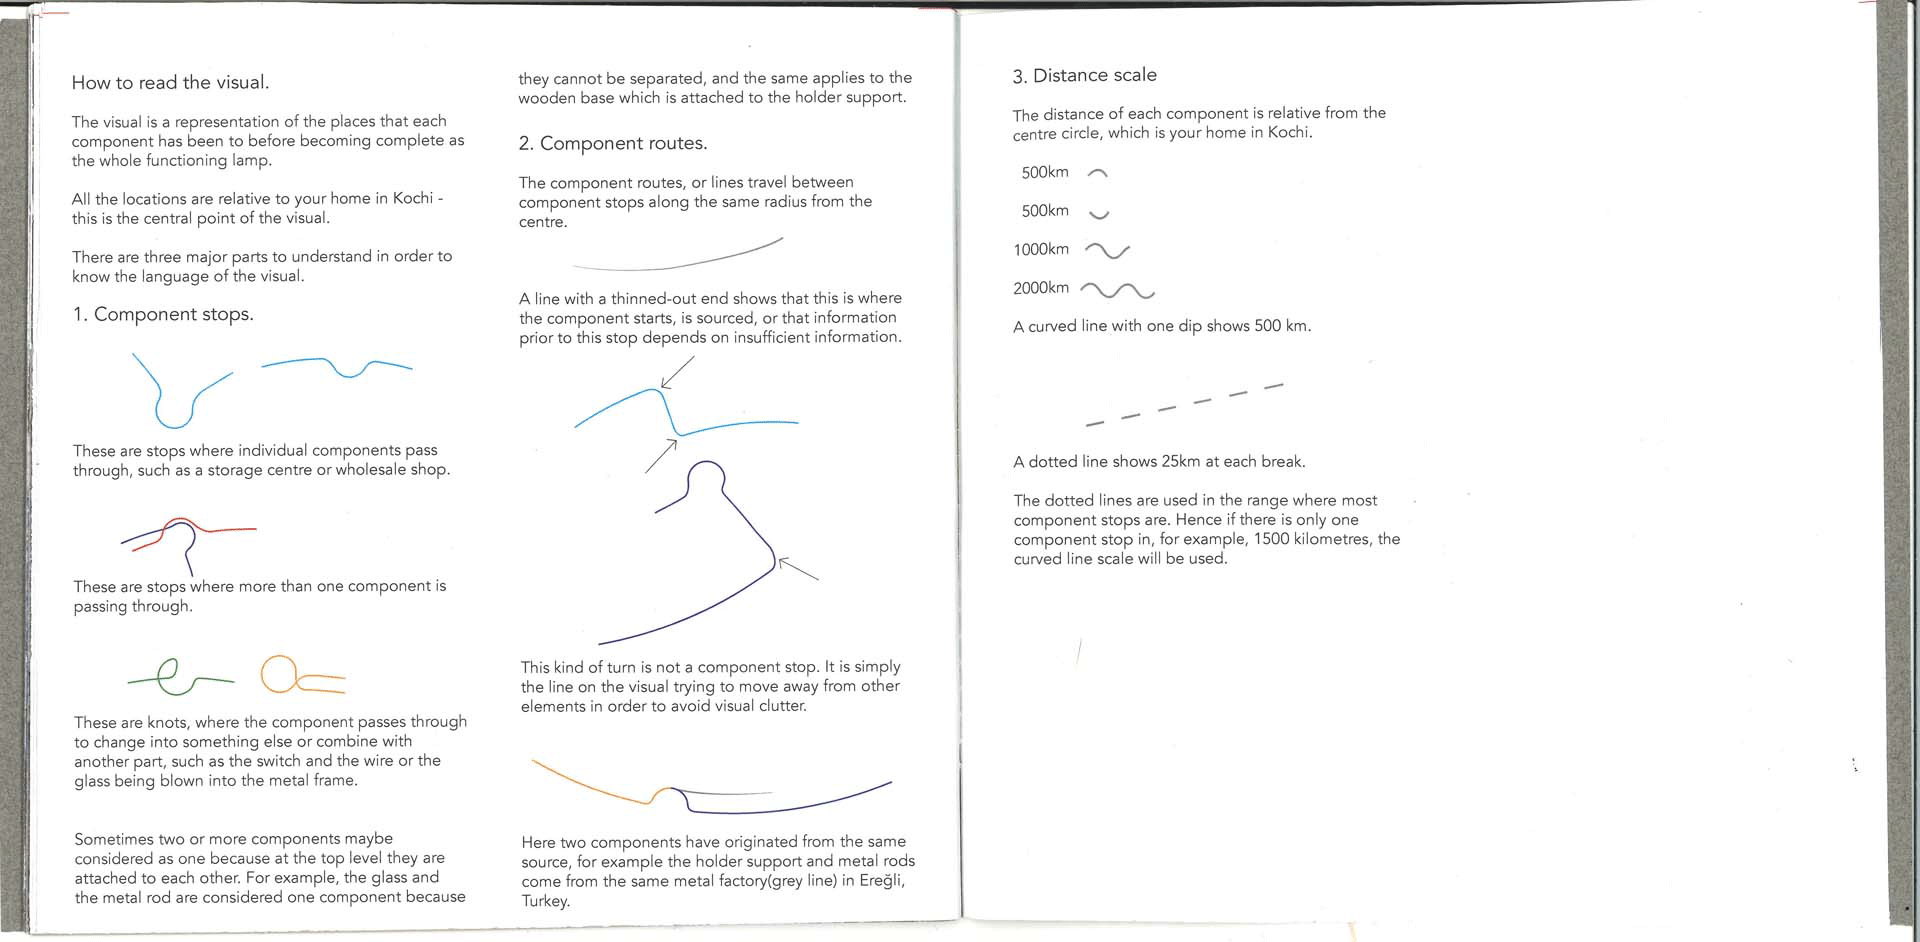 How to read the visual.
The visual is a representation of the places that each
component has been to before becoming complete as
the whole functioning lamp.
All the locations are relative to your home in Kochi -
this is the central point of the visual.
There are three major parts to understand in order to
know the language of the visual.
1. Component stops.
These are stops where individual components pass
through, such as a storage centre or wholesale shop.
These are stops where more than one component is
passing through.
These are knots, where the component passes through
to change into something else or combine with
another part, such as the switch and the wire or the
glass being blown into the metal frame.
Sometimes two or more components maybe
considered as one because at the top level they are
attached to each other. For example, the glass and
the metal rod are considered one component because
they cannot be separated, and the same applies to the
wooden base which is attached to the holder support.
2. Component routes.
The component routes, or lines travel between
component stops along the same radius from the
centre.
A line with a thinned-out end shows that this is where
the component starts, is sourced, or that information
prior to this stop depends on insufficient information.
This kind of turn is not a component stop. It is simply
the line on the visual trying to move away from other
elements in order to avoid visual clutter.
Here two components have originated from the same
source, for example the holder support and metal rods
come from the same metal factory(grey line) in Ereğli,
Turkey.
3. Distance scale
The distance of each component is relative from the
centre circle, which is your home in Kochi.
500km
500km
1000km
2000km
A curved line with one dip shows 500 km.
A dotted line shows 25km at each break.
The dotted lines are used in the range where most
component stops are. Hence if there is only one
component stop in, for example, 1500 kilometres, the
curved line scale will be used.